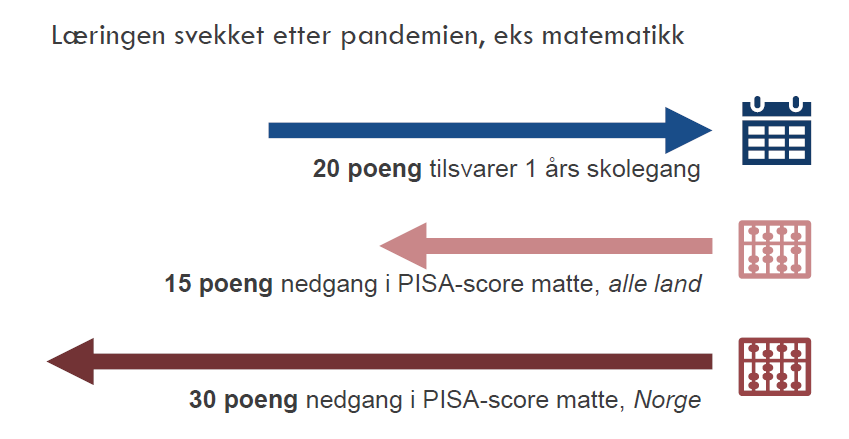 Læringen svekket etter pandemien, eks matematikk
20 poeng tilsvarer 1 års skolegang
15 poeng nedgang i PISA-score matte, alle land
30 poeng nedgang i PISA-score matte, Norge